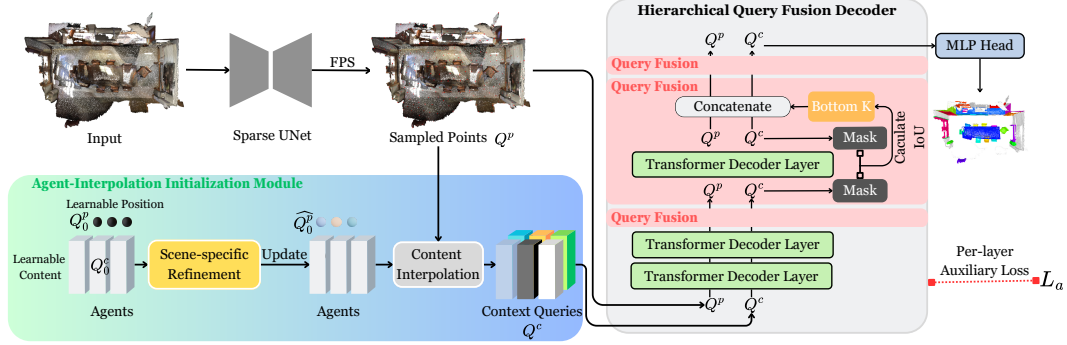 Hierarchical Query Fusion Decoder
Q^p Q^c
MLP Head
Query Fusion
Query Fusion
FPS
Concatenate
Bottom K
Input
Sparse UNet
Sampled Points Q^p
Q^p Q^c
Mask
Caculate
IoU
Transformer Decoder Layer
Q^p Q^c
Mask
Query Fusion
Agent-Interpolation Initialization Module
Learnable Position
Q_0^p
\widehat{Q_0^p}
Learnable
Content
Q_0^c
Scene-specific
Refinement
Update
Content
Interpolation
Agents
Agents
Context Queries
Q^c
Transformer Decoder Layer
Transformer Decoder Layer
Q^p Q^c
Per-layer
Auxiliary Loss
L_a